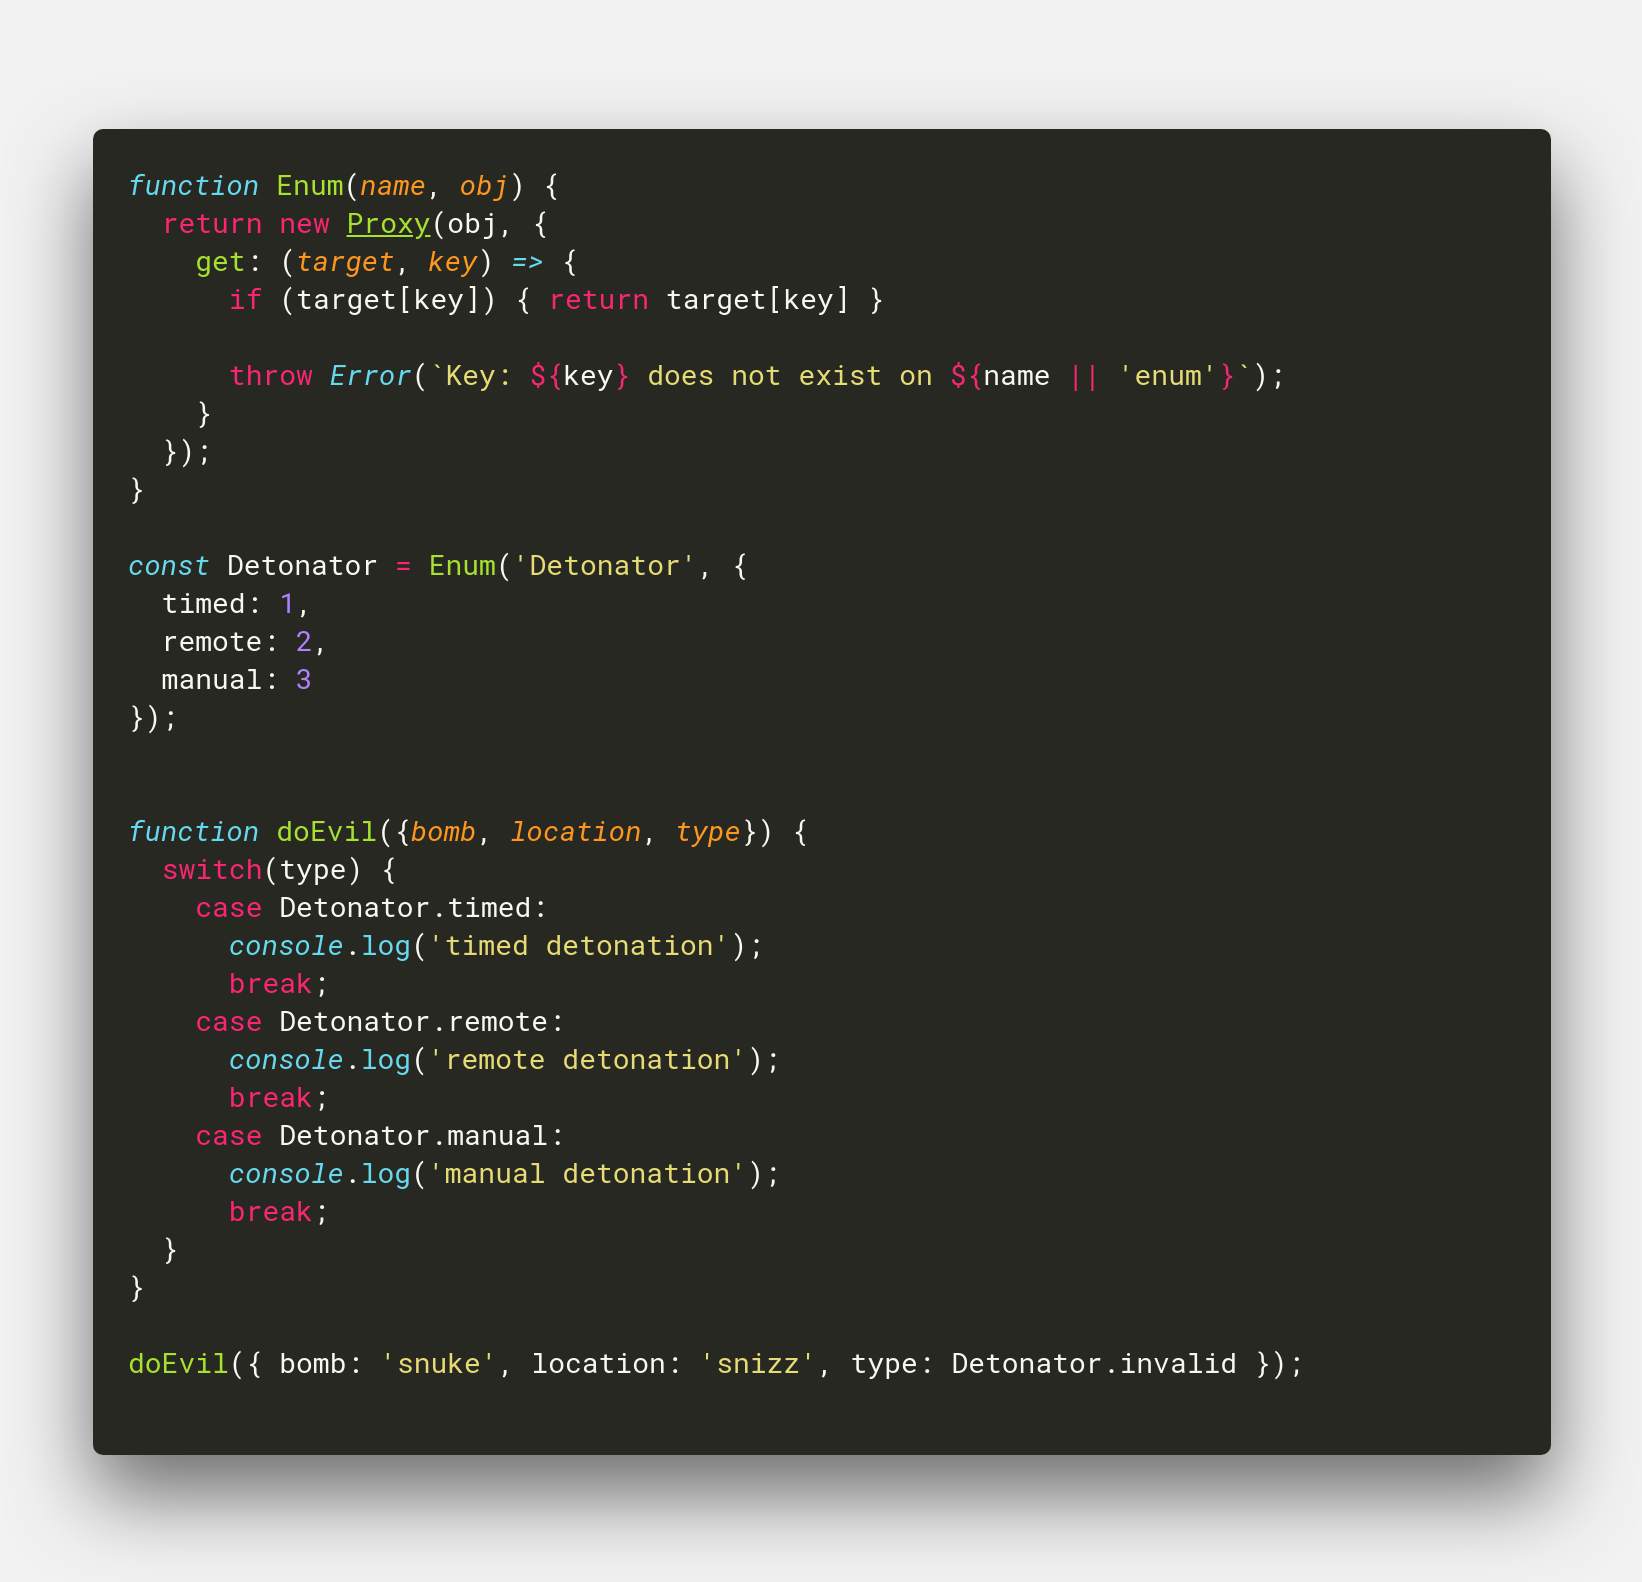 function Enum(name, obj) {
  return new Proxy(obj, {
    get: (target, key) => {
      if (target[key]) { return target[key] }

      throw Error(`Key: ${key} does not exist on ${name || 'enum'}`);
    }
  });
}

const Detonator = Enum('Detonator', {
  timed: 1,
  remote: 2,
  manual: 3
});


function doEvil({bomb, location, type}) {
  switch(type) {
    case Detonator.timed:
      console.log('timed detonation');
      break;
    case Detonator.remote:
      console.log('remote detonation');
      break;
    case Detonator.manual:
      console.log('manual detonation');
      break;
  }
}

doEvil({ bomb: 'snuke', location: 'snizz', type: Detonator.invalid });